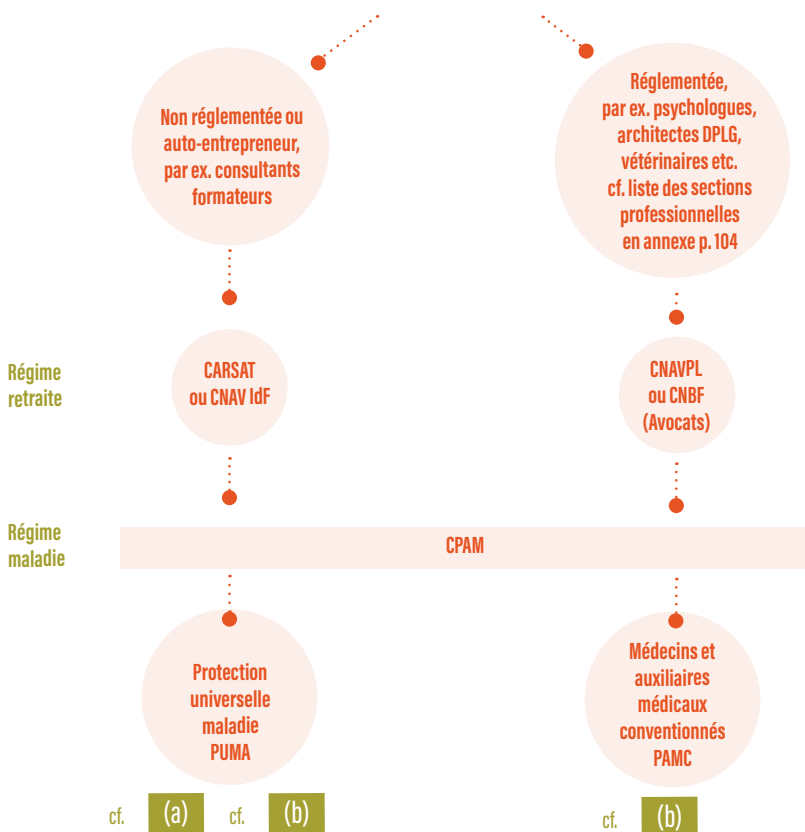 Non réglementée ou
auto-entrepreneur,
par ex. consultants
formateurs
Réglementée,
par ex. psychologues,
architectes DPLG,
vétérinaires etc.
cf. liste des sections
professionnelles
en annexe p. 104
Régime
retraite
CARSAT
ou CNAV IdF
CNAVPL
ou CNBF
(Avocats)
Régime
maladie
CPAM
Protection
universelle
maladie
PUMA
Médecins et
auxiliaires
médicaux
conventionnés
PAMC
cf. (a) cf. (b)
cf. (b)